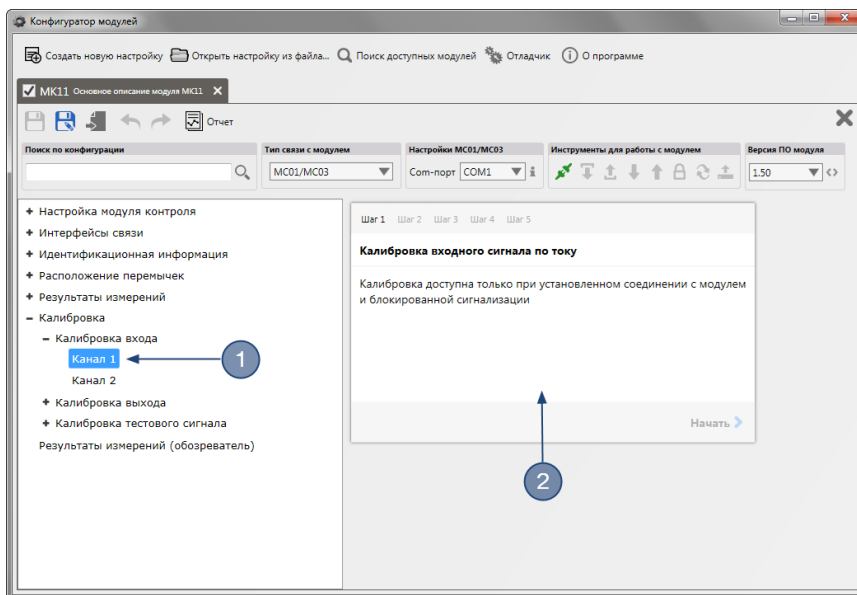 Конфигуратор модулей
Создать новую настройку Открыть настройку из файла... Поиск доступных модулей Отладчик О программе
МК11 Основное описание модуля МК11
Отчет
Поиск по конфигурации Тип связи с модулем Настройки МС01/МС03 Инструменты для работы с модулем Версия ПО модуля
МС01/МС03 Com-порт COM1 1.50
Настройка модуля контроля
Интерфейсы связи
Идентификационная информация
Расположение перемычек
Результаты измерений
Калибровка
Калибровка входа
Канал 1
Канал 2
Калибровка выхода
Калибровка тестового сигнала
Результаты измерений (обозреватель)
1
Шаг 1 Шаг 2 Шаг 3 Шаг 4 Шаг 5
Калибровка входного сигнала по току
Калибровка доступна только при установленном соединении с модулем
и блокированной сигнализации
Начать
2